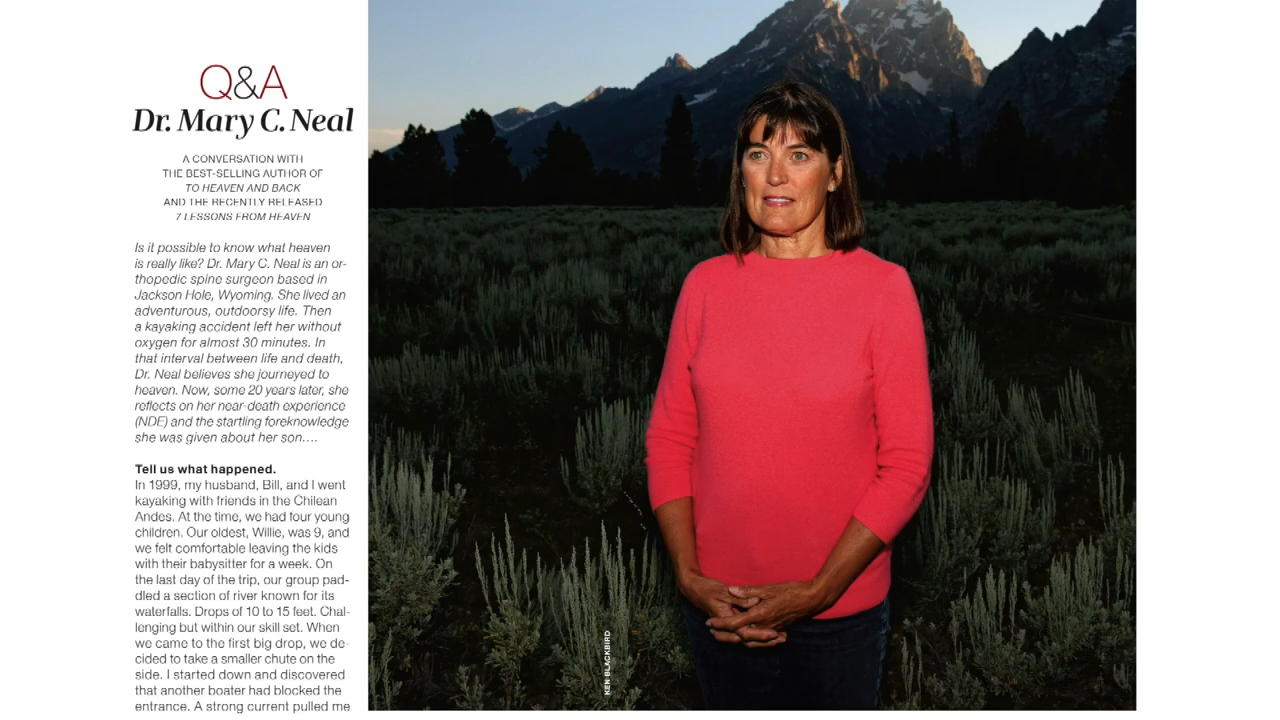 Q&A
Dr. Mary C. Neal
A CONVERSATION WITH
THE BEST-SELLING AUTHOR OF
TO HEAVEN AND BACK
AND THE RECENTLY RELEASED
7 LESSONS FROM HEAVEN
Is it possible to know what heaven
is really like? Dr. Mary C. Neal is an or-
thopedic spine surgeon based in
Jackson Hole, Wyoming. She lived an
adventurous, outdoorsy life. Then
a kayaking accident left her without
oxygen for almost 30 minutes. In
that interval between life and death,
Dr. Neal believes she journeyed to
heaven. Now, some 20 years later, she
reflects on her near-death experience
(NDE) and the startling foreknowledge
she was given about her son....
Tell us what happened.
In 1999, my husband, Bill, and I went
kayaking with friends in the Chilean
Andes. At the time, we had four young
children. Our oldest, Willie, was 9, and
we felt comfortable leaving the kids
with their babysitter for a week. On
the last day of the trip, our group pad-
dled a section of river known for its
waterfalls. Drops of 10 to 15 feet. Chal-
lenging but within our skill set. When
we came to the first big drop, we de-
cided to take a smaller chute on the
side. I started down and discovered
that another boater had blocked the
entrance. A strong current pulled me
KEN BLACKBIRD